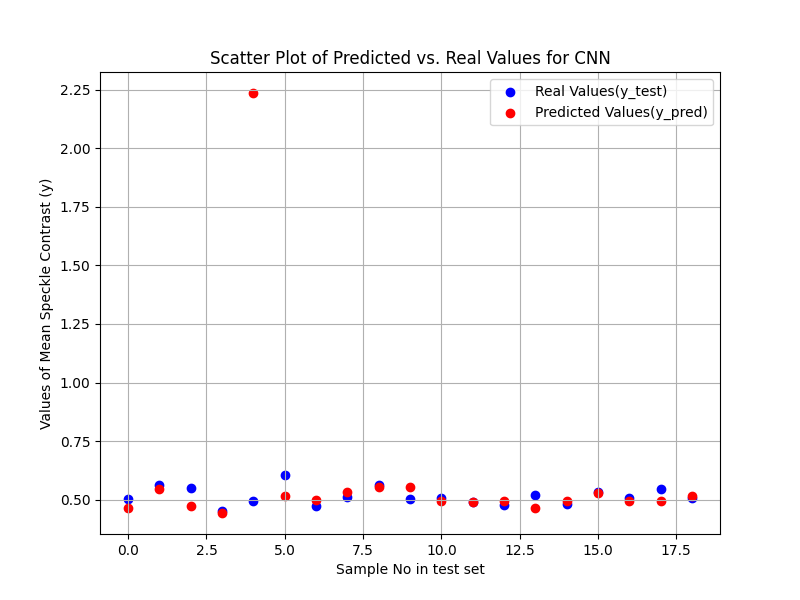 Scatter Plot of Predicted vs. Real Values for CNN
Real Values(y_test)
Predicted Values(y_pred)
Values of Mean Speckle Contrast (y)
2.25
2.00
1.75
1.50
1.25
1.00
0.75
0.50
0.0 2.5 5.0 7.5 10.0 12.5 15.0 17.5
Sample No in test set